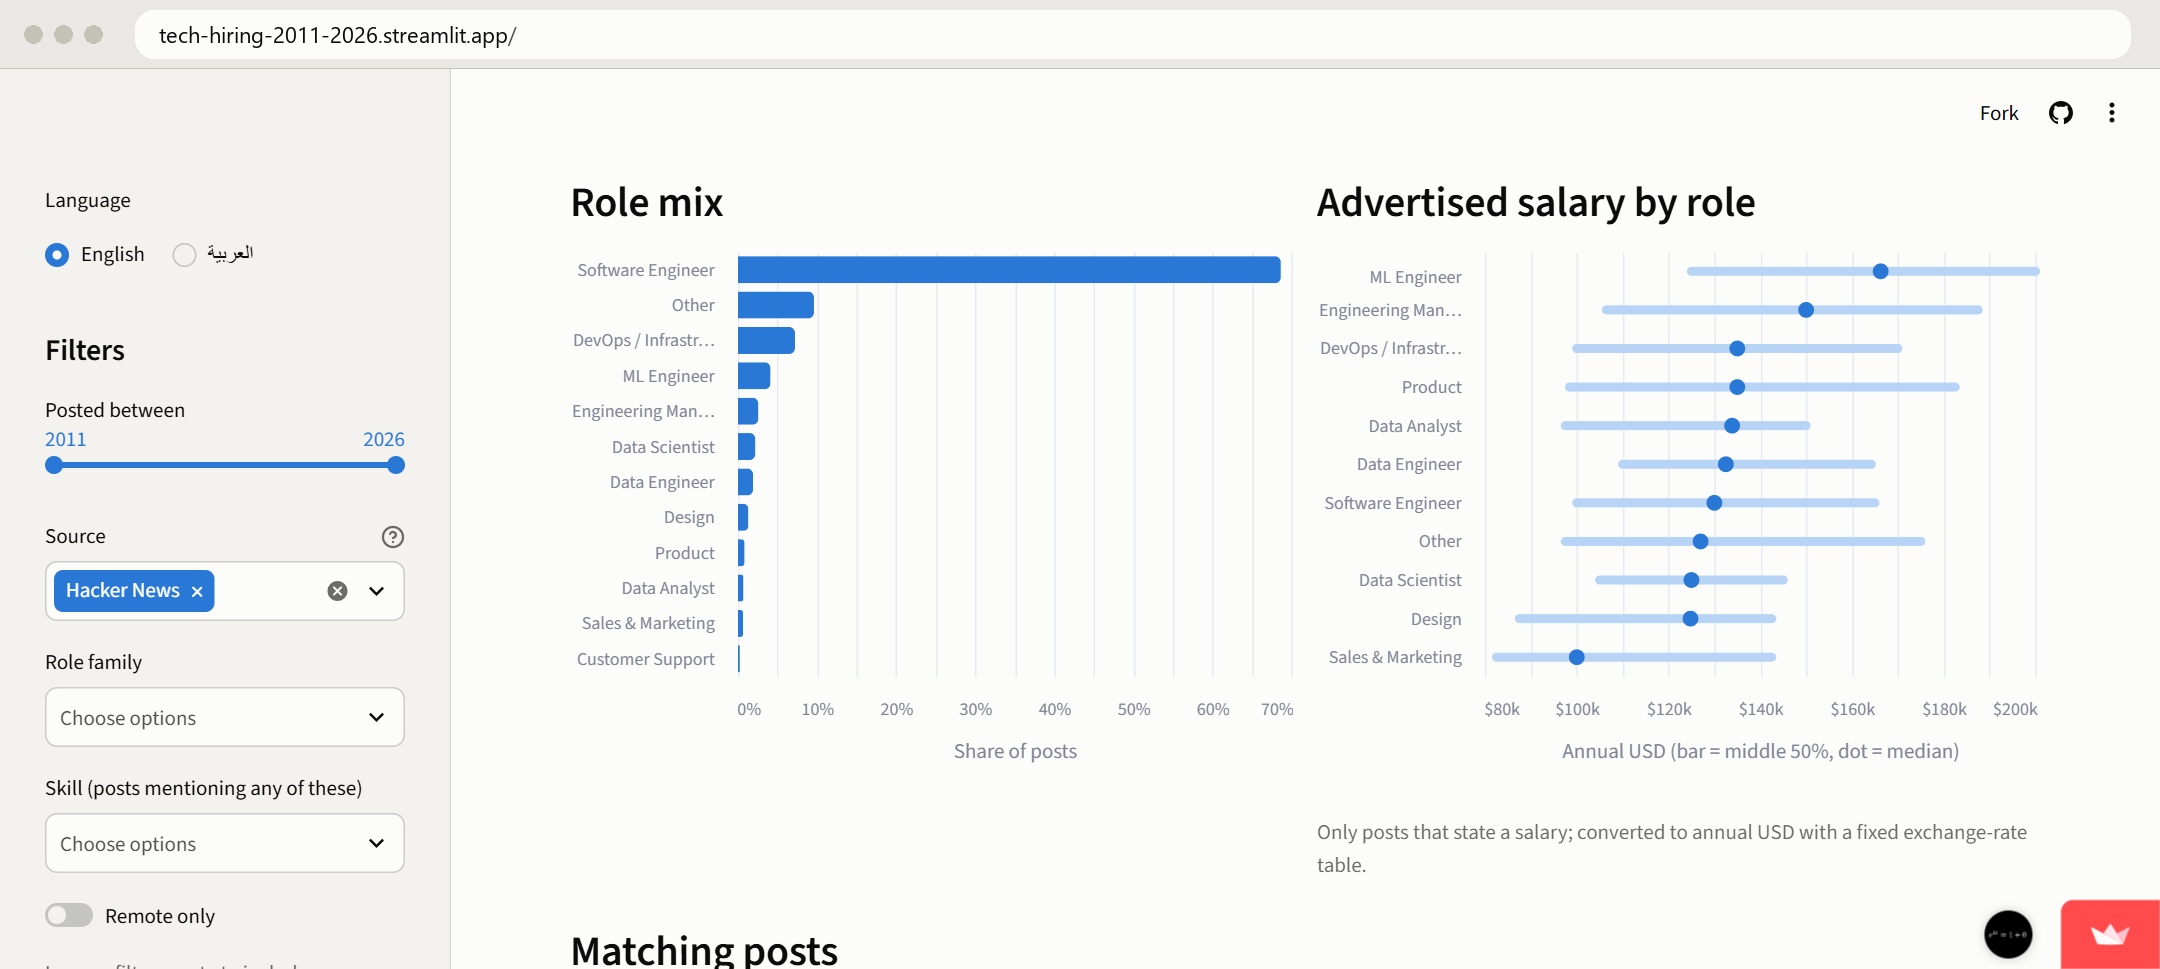 tech-hiring-2011-2026.streamlit.app/
Fork
Language
English
العربية
Filters
Posted between
2011 2026
Source
Hacker News
Role family
Choose options
Skill (posts mentioning any of these)
Choose options
Remote only
Role mix
Software Engineer
Other
DevOps / Infrastr…
ML Engineer
Engineering Man…
Data Scientist
Data Engineer
Design
Product
Data Analyst
Sales & Marketing
Customer Support
0% 10% 20% 30% 40% 50% 60% 70%
Share of posts
Advertised salary by role
ML Engineer
Engineering Man…
DevOps / Infrastr…
Product
Data Analyst
Data Engineer
Software Engineer
Other
Data Scientist
Design
Sales & Marketing
$80k $100k $120k $140k $160k $180k $200k
Annual USD (bar = middle 50%, dot = median)
Only posts that state a salary; converted to annual USD with a fixed exchange-rate
table.
Matching posts